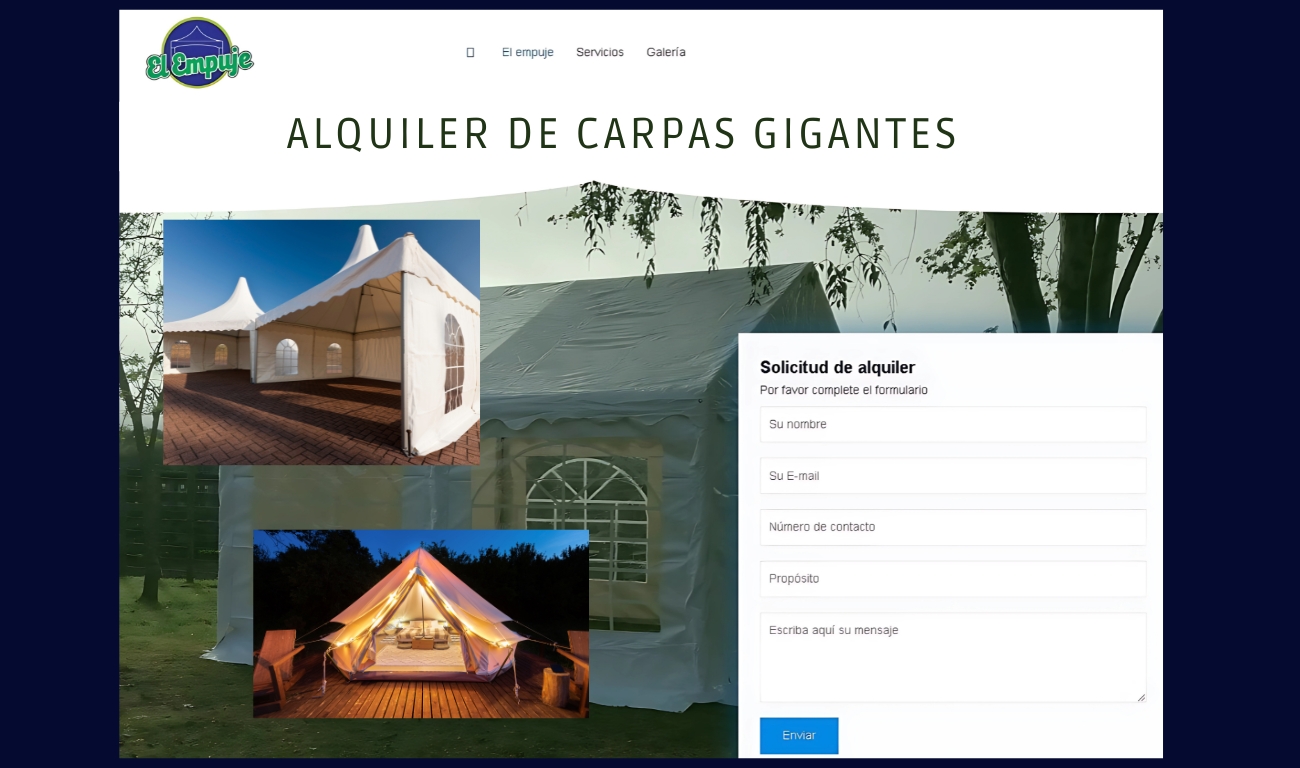 El Empuje
El empuje Servicios Galería
ALQUILER DE CARPAS GIGANTES
Solicitud de alquiler
Por favor complete el formulario
Su nombre
Su E-mail
Número de contacto
Propósito
Escriba aquí su mensaje
Enviar